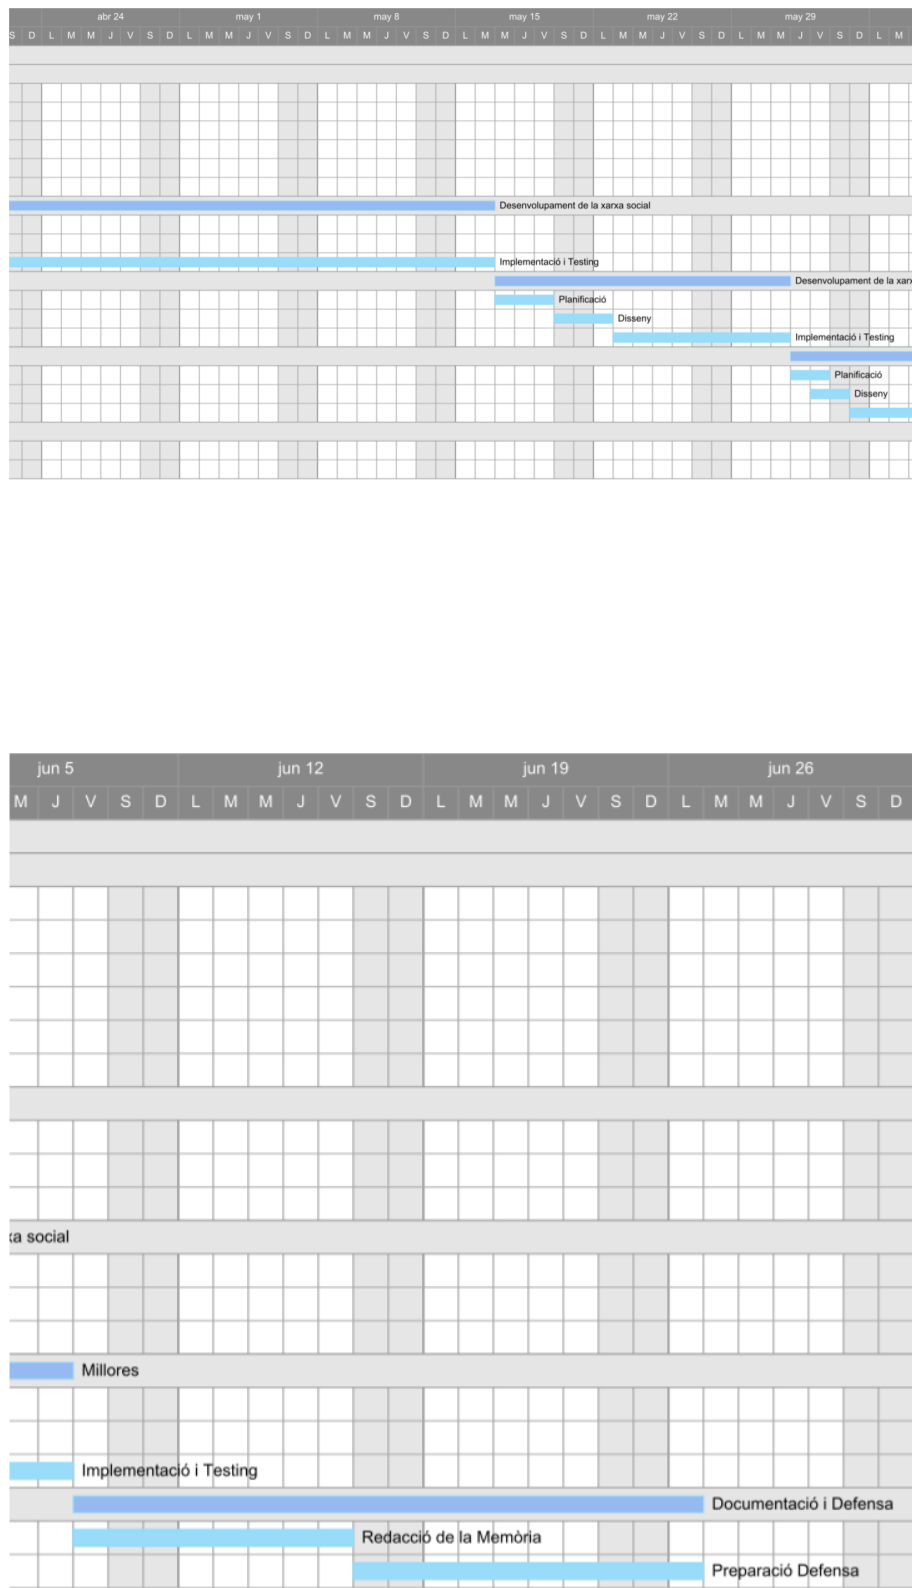 abr 24 may 1 may 8 may 15 may 22 may 29
S D L M M J V S D L M M J V S D L M M J V S D L M M J V S D L M M J V S D L M M J V S D L M
Desenvolupament de la xarxa social
Implementació i Testing
Desenvolupament de la xarx
Planificació
Disseny
Implementació i Testing
Planificació
Disseny
jun 5 jun 12 jun 19 jun 26
M J V S D L M M J V S D L M M J V S D L M M J V S D
xa social
Millores
Implementació i Testing
Documentació i Defensa
Redacció de la Memòria
Preparació Defensa